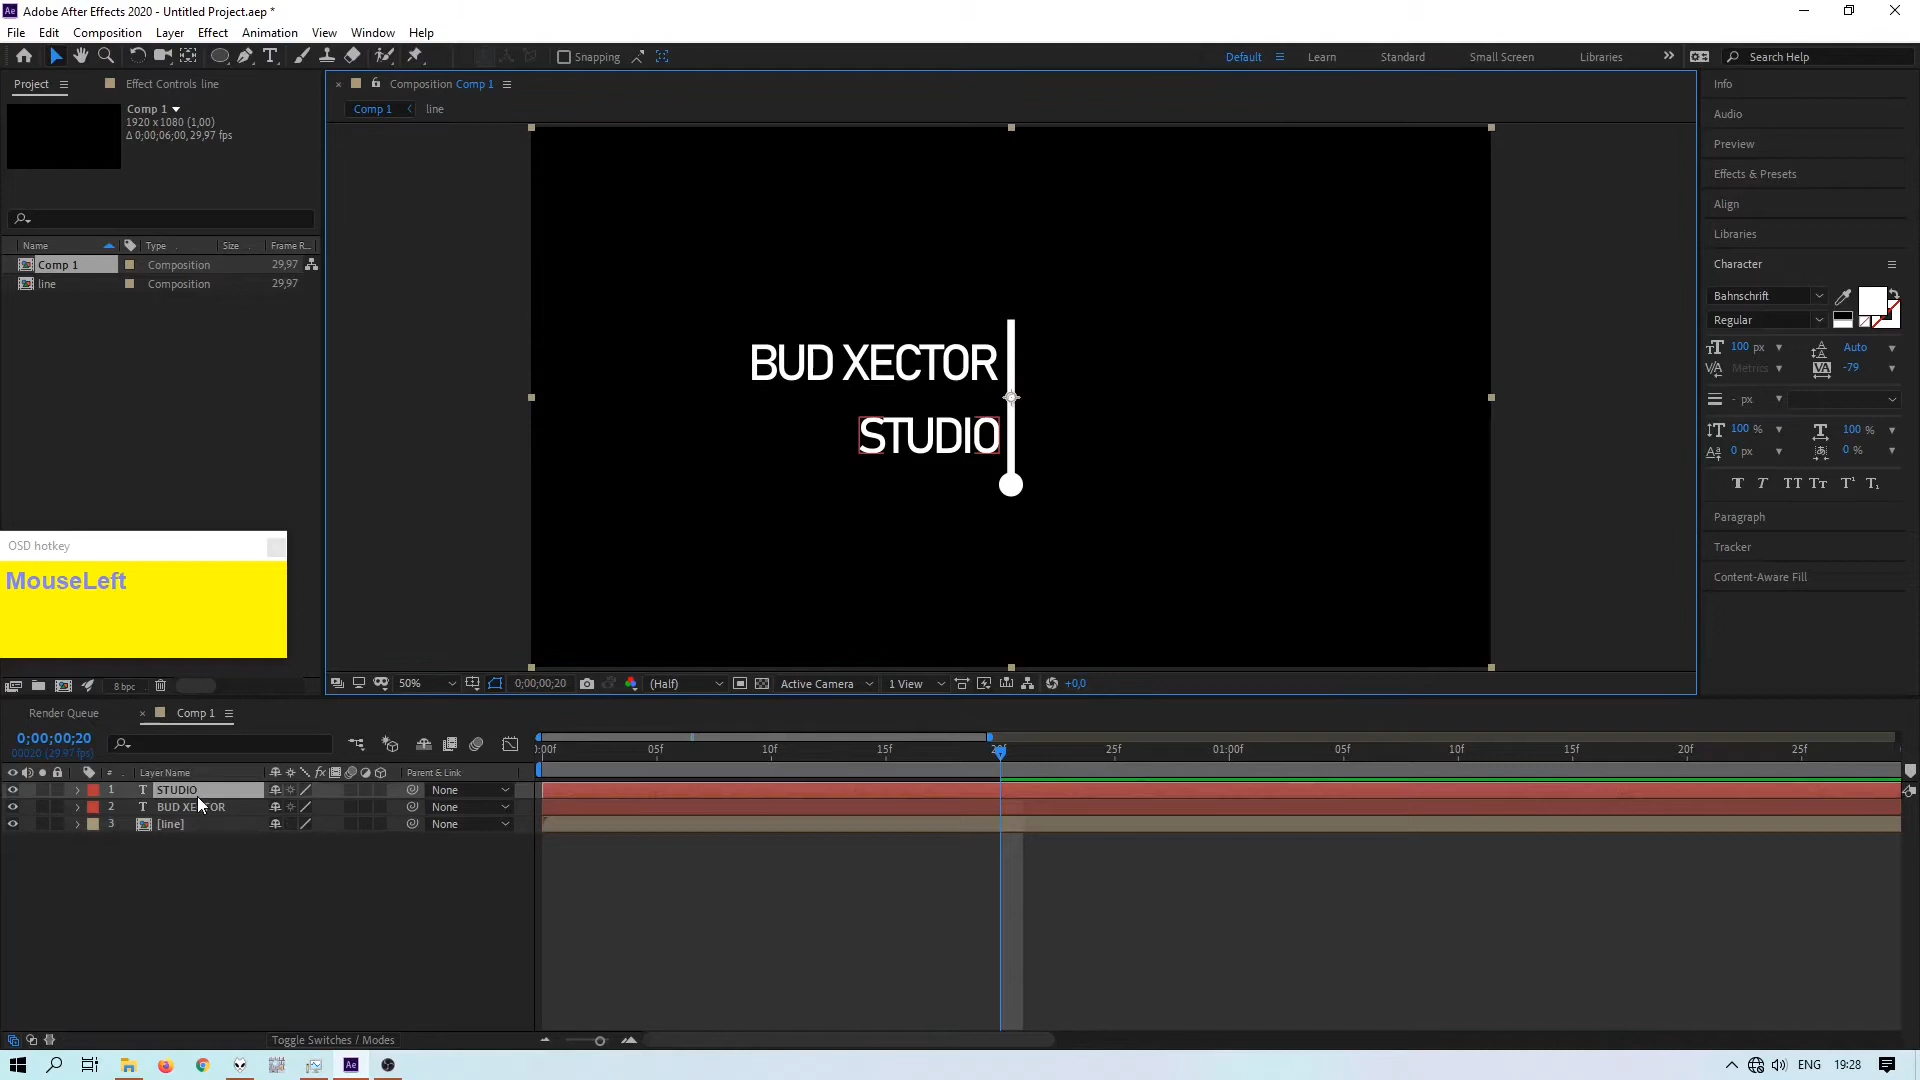 Adobe After Effects 2020 - Untitled Project.aep *
File Edit Composition Layer Effect Animation View Window Help
Snapping
Default Learn Standard Small Screen Libraries Search Help
Project Effect Controls line
Comp 1
1920 x 1080 (1,00)
Δ 0;00;06;00, 29,97 fps
Name Type Size Frame R...
Comp 1 Composition 29,97
line Composition 29,97
OSD hotkey
MouseLeft
8 bpc
Composition Comp 1
Comp 1 line
BUD XECTOR
STUDIO
50% 0;00;00;20 (Half) Active Camera 1 View +0,0
Info
Audio
Preview
Effects & Presets
Align
Libraries
Character
Bahnschrift
Regular
100 px Auto
Metrics -79
- px
100 % 100 %
0 px 0 %
T T TT Tт T¹ T₁
Paragraph
Tracker
Content-Aware Fill
Render Queue Comp 1
0;00;00;20
00020 (29.97 fps)
:00f 05f 10f 15f 20f 25f 01:00f 05f 10f 15f 20f 25f
# Layer Name Parent & Link
1 T STUDIO None
2 T BUD XECTOR None
3 [line] None
Toggle Switches / Modes
ENG 19:28